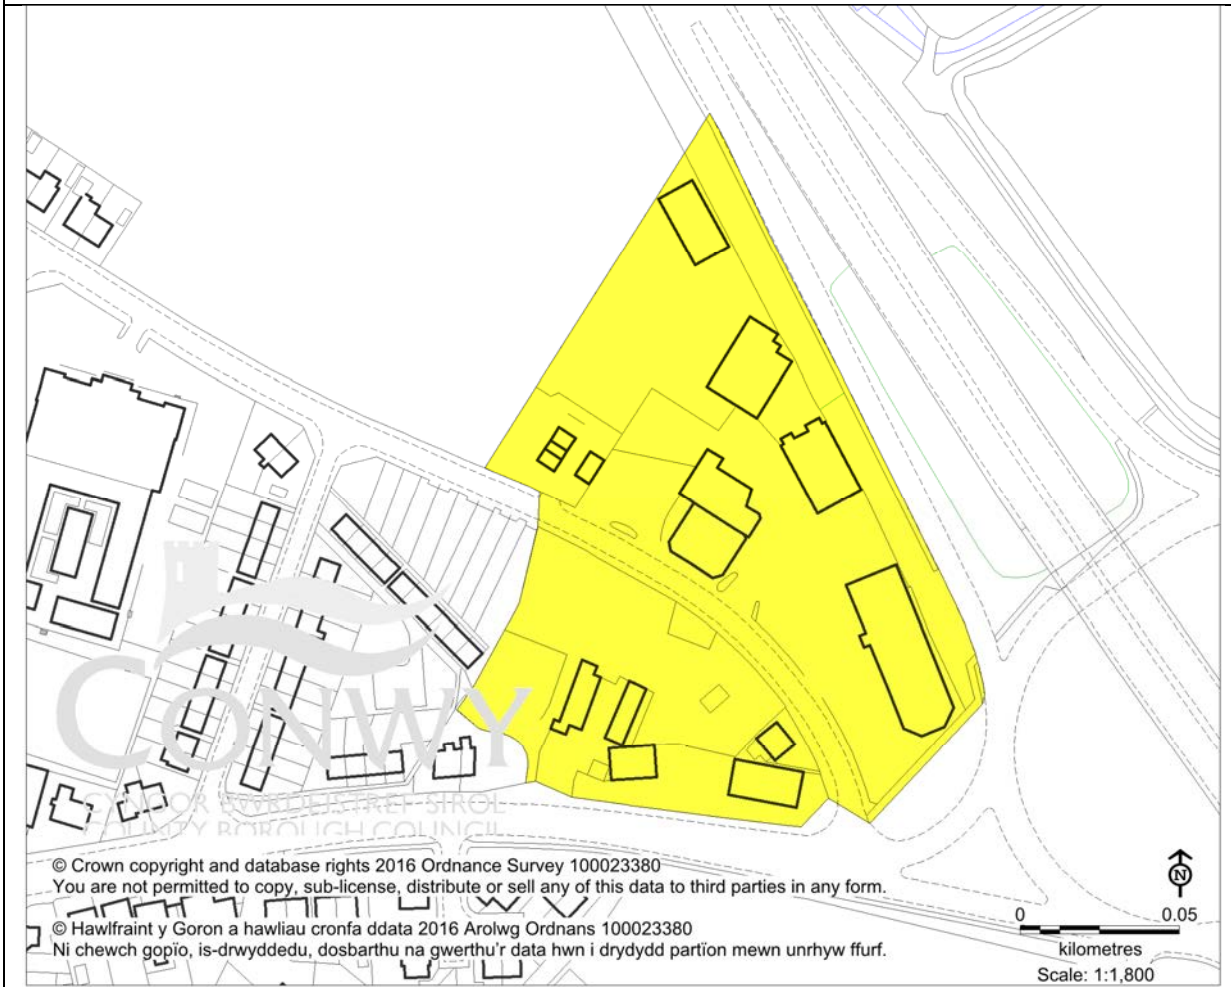 CONWY
CYNGOR BWRDEISTREF SIROL
COUNTY BOROUGH COUNCIL
© Crown copyright and database rights 2016 Ordnance Survey 100023380
You are not permitted to copy, sub-license, distribute or sell any of this data to third parties in any form.
© Hawlfraint y Goron a hawliau cronfa ddata 2016 Arolwg Ordnans 100023380
Ni chewch gopïo, is-drwyddedu, dosbarthu na gwerthu'r data hwn i drydydd partïon mewn unrhyw ffurf.
N
0 0.05
kilometres
Scale: 1:1,800